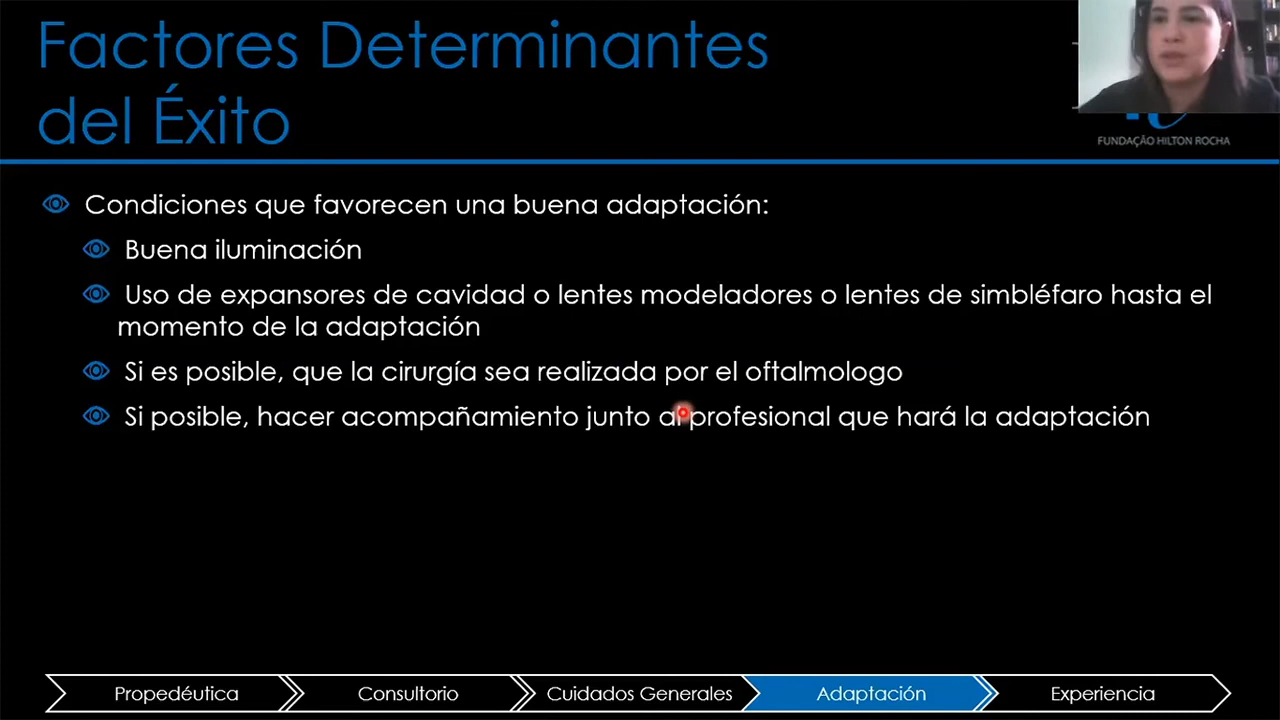 Factores Determinantes
del Éxito
FUNDAÇÃO HILTON ROCHA
Condiciones que favorecen una buena adaptación:
Buena iluminación
Uso de expansores de cavidad o lentes modeladores o lentes de simbléfaro hasta el
momento de la adaptación
Si es posible, que la cirurgía sea realizada por el oftalmologo
Si posible, hacer acompañamiento junto al profesional que hará la adaptación
Propedéutica
Consultorio
Cuidados Generales
Adaptación
Experiencia